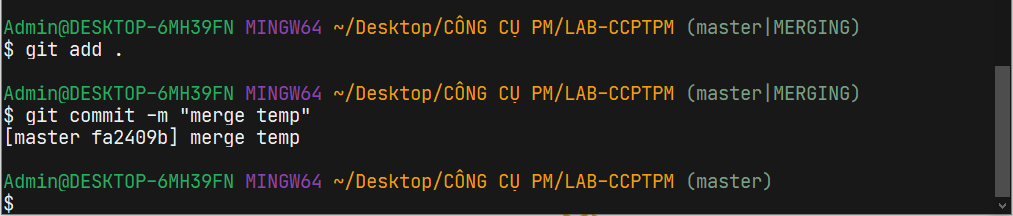 Admin@DESKTOP-6MH39FN MINGW64 ~/Desktop/CÔNG CỤ PM/LAB-CCPTPM (master|MERGING)
$ git add .
Admin@DESKTOP-6MH39FN MINGW64 ~/Desktop/CÔNG CỤ PM/LAB-CCPTPM (master|MERGING)
$ git commit -m "merge temp"
[master fa2409b] merge temp
Admin@DESKTOP-6MH39FN MINGW64 ~/Desktop/CÔNG CỤ PM/LAB-CCPTPM (master)
$